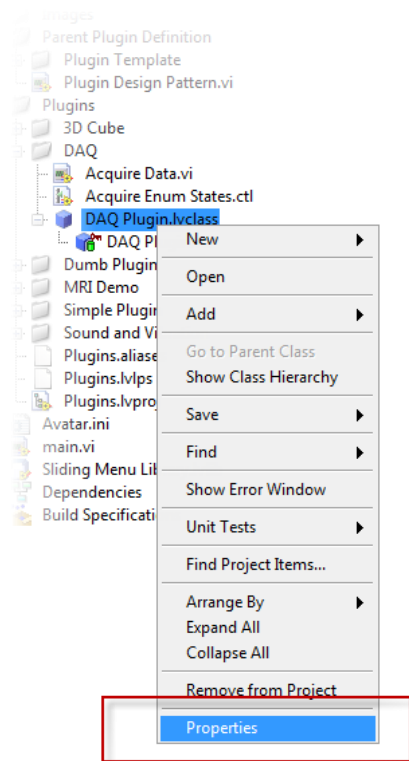 Images
Parent Plugin Definition
Plugin Template
Plugin Design Pattern.vi
Plugins
3D Cube
DAQ
Acquire Data.vi
Acquire Enum States.ctl
DAQ Plugin.lvclass
DAQ Pl
Dumb Plugin
MRI Demo
Simple Plugin
Sound and Vi
Plugins.aliase
Plugins.lvlps
Plugins.lvproj
Avatar.ini
main.vi
Sliding Menu Lib
Dependencies
Build Specificati
New
Open
Add
Go to Parent Class
Show Class Hierarchy
Save
Find
Show Error Window
Unit Tests
Find Project Items...
Arrange By
Expand All
Collapse All
Remove from Project
Properties